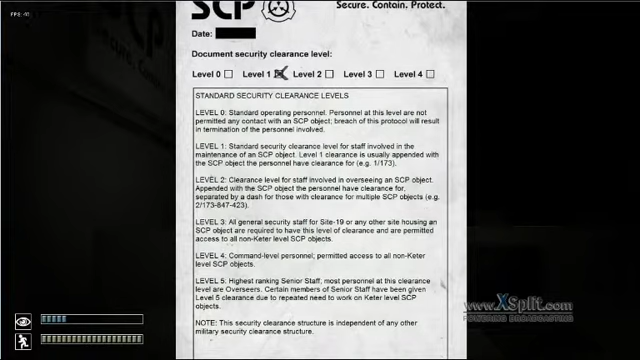 FPS: 60
SCP
Secure. Contain. Protect.
Date:
Document security clearance level:
Level 0 Level 1 Level 2 Level 3 Level 4
STANDARD SECURITY CLEARANCE LEVELS
LEVEL 0: Standard operating personnel. Personnel at this level are not
permitted any contact with an SCP object; breach of this protocol will result
in termination of the personnel involved.
LEVEL 1: Standard security clearance level for staff involved in the
maintenance of an SCP object. Level 1 clearance is usually appended with
the SCP object the personnel have clearance for (e.g. 1/173).
LEVEL 2: Clearance level for staff involved in overseeing an SCP object.
Appended with the SCP object the personnel have clearance for,
separated by a dash for those with clearance for multiple SCP objects (e.g.
2/173-847-423).
LEVEL 3: All general security staff for Site-19 or any other site housing an
SCP object are required to have this level of clearance and are permitted
access to all non-Keter level SCP objects.
LEVEL 4: Command-level personnel; permitted access to all non-Keter
level SCP objects.
LEVEL 5: Highest ranking Senior Staff, most personnel at this clearance
level are Overseers. Certain members of Senior Staff have been given
Level 5 clearance due to repeated need to work on Keter level SCP
objects.
NOTE: This security clearance structure is independent of any other
military security clearance structure.
www.XSplit.com
POWERING BROADCASTING